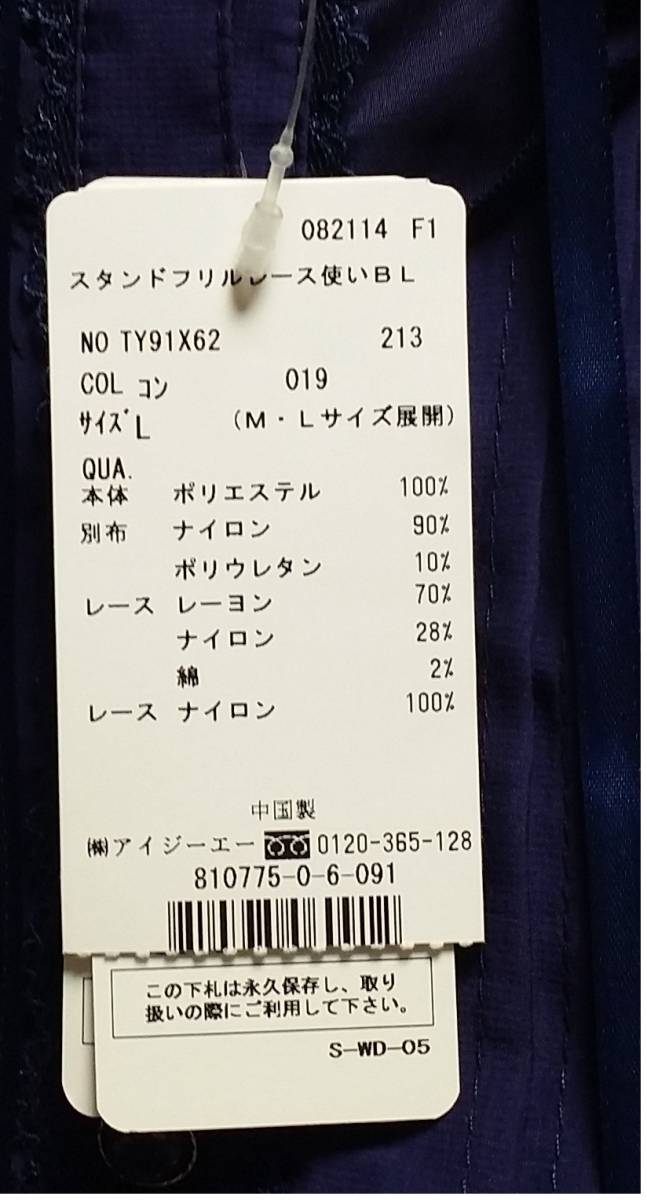 082114 F1
スタンドフリルレース使いBL
NO TY91X62 213
COL コン 019
サイズ L (M・Lサイズ展開)
QUA.
本体 ポリエステル 100%
別布 ナイロン 90%
ポリウレタン 10%
レース レーヨン 70%
ナイロン 28%
綿 2%
レース ナイロン 100%
中国製
㈱アイジーエー 0120-365-128
810775-0-6-091
この下札は永久保存し、取り
扱いの際にご利用して下さい。
S-WD-05